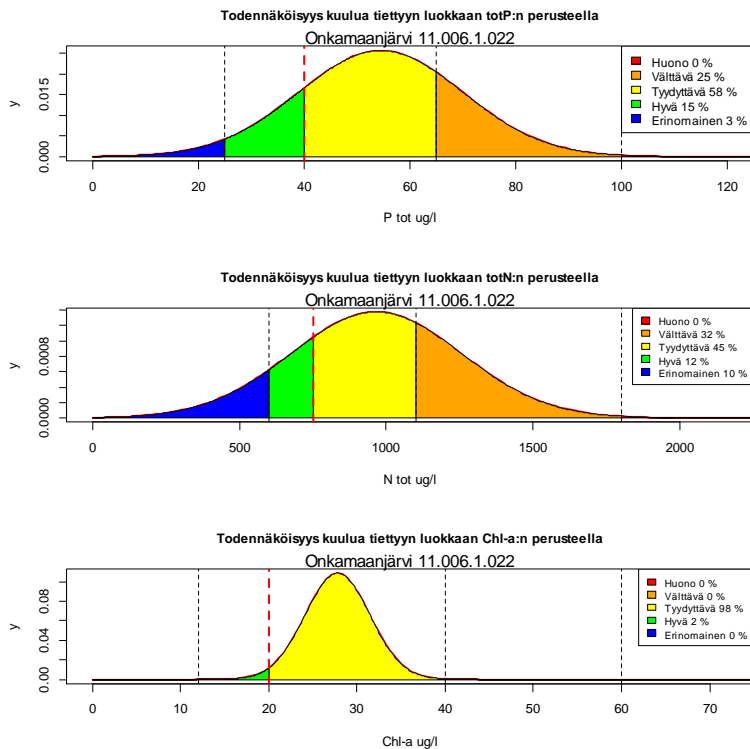 Todennäköisyys kuulua tiettyyn luokkaan totP:n perusteella
Onkamaanjärvi 11.006.1.022
y
0.000 0.015
Huono 0 %
Välttävä 25 %
Tyydyttävä 58 %
Hyvä 15 %
Erinomainen 3 %
0 20 40 60 80 100 120
P tot ug/l
Todennäköisyys kuulua tiettyyn luokkaan totN:n perusteella
Onkamaanjärvi 11.006.1.022
y
0.0000 0.0008
Huono 0 %
Välttävä 32 %
Tyydyttävä 45 %
Hyvä 12 %
Erinomainen 10 %
0 500 1000 1500 2000
N tot ug/l
Todennäköisyys kuulua tiettyyn luokkaan Chl-a:n perusteella
Onkamaanjärvi 11.006.1.022
y
0.00 0.04 0.08
Huono 0 %
Välttävä 0 %
Tyydyttävä 98 %
Hyvä 2 %
Erinomainen 0 %
0 10 20 30 40 50 60 70
Chl-a ug/l